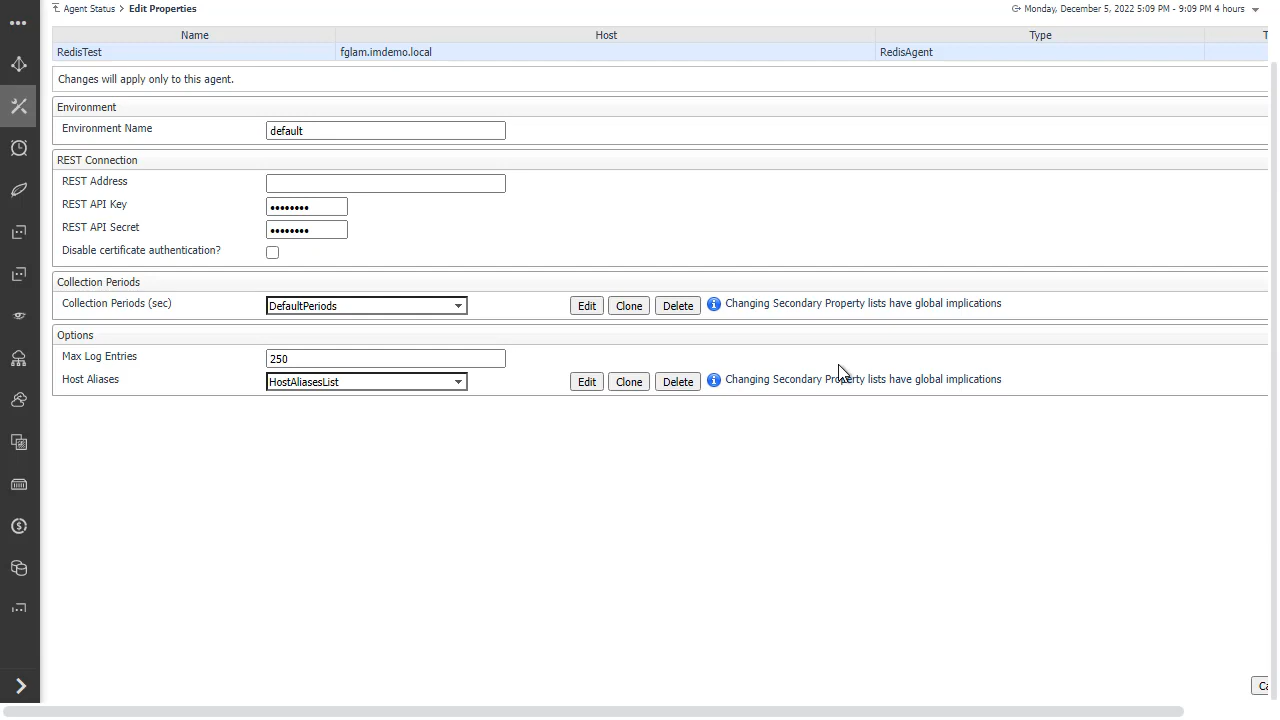 Agent Status > Edit Properties
Monday, December 5, 2022 5:09 PM - 9:09 PM 4 hours
Name Host Type
RedisTest fglam.imdemo.local RedisAgent
Changes will apply only to this agent.
Environment
Environment Name default
REST Connection
REST Address
REST API Key ••••••••
REST API Secret ••••••••
Disable certificate authentication?
Collection Periods
Collection Periods (sec) DefaultPeriods Edit Clone Delete Changing Secondary Property lists have global implications
Options
Max Log Entries 250
Host Aliases HostAliasesList Edit Clone Delete Changing Secondary Property lists have global implications